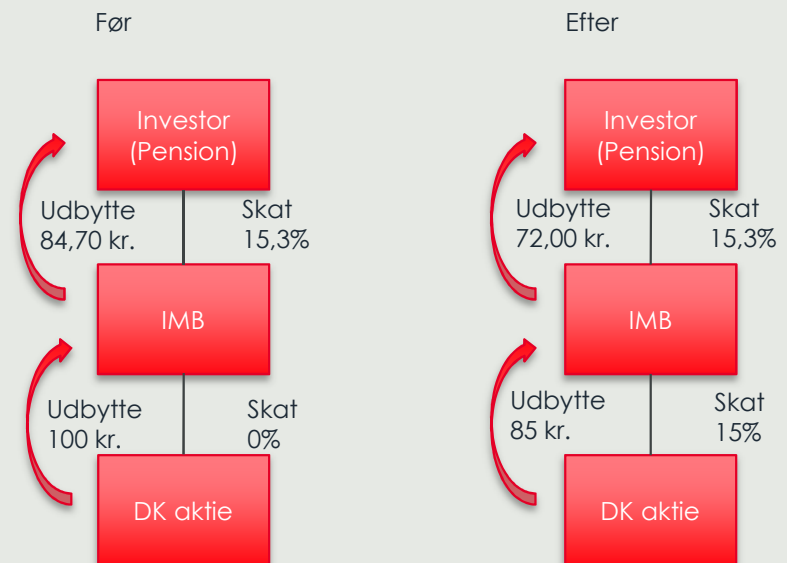 Før
Investor
(Pension)
Udbytte
84,70 kr.
Skat
15,3%
IMB
Udbytte
100 kr.
Skat
0%
DK aktie
Efter
Investor
(Pension)
Udbytte
72,00 kr.
Skat
15,3%
IMB
Udbytte
85 kr.
Skat
15%
DK aktie